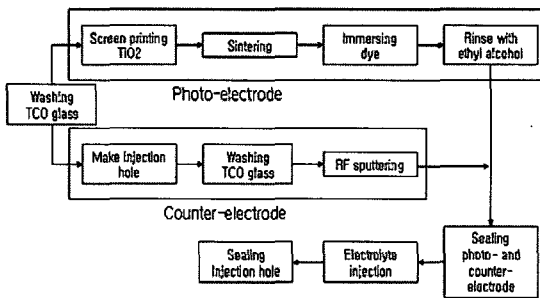 Screen printing
TiO2
Sintering
Immersing
dye
Rinse with
ethyl alcohol
Photo-electrode
Washing
TCO glass
Make injection
hole
Washing
TCO glass
RF sputtering
Counter-electrode
Sealing
Injection hole
Electrolyte
injection
Sealing
photo- and
counter-
electrode